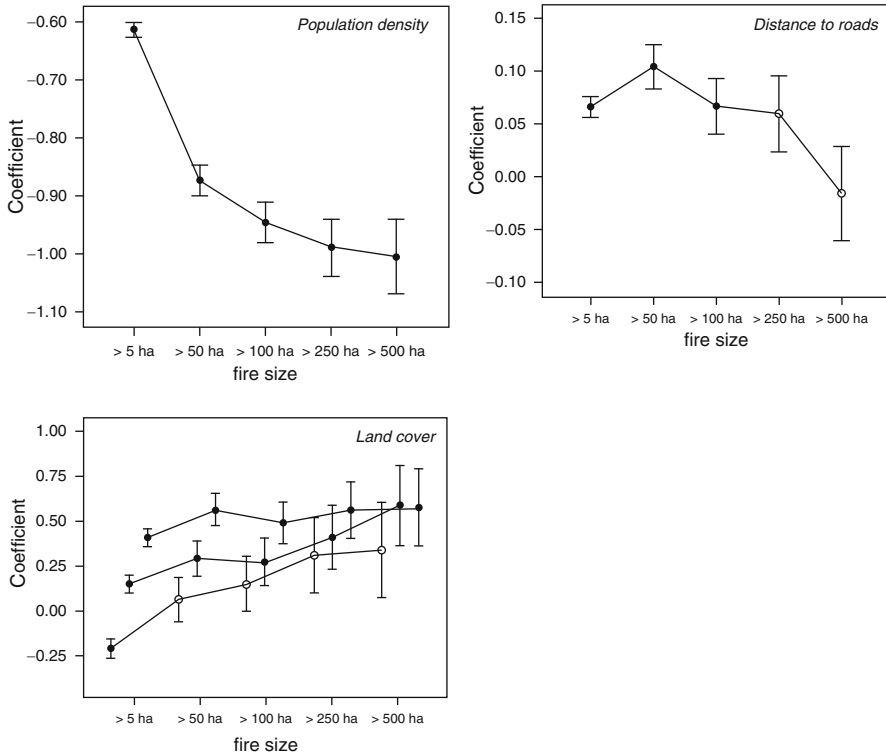 Population density
Coefficient
−0.60
−0.70
−0.80
−0.90
−1.00
−1.10
> 5 ha > 50 ha > 100 ha > 250 ha > 500 ha
fire size
Distance to roads
Coefficient
0.15
0.10
0.05
0.00
−0.05
−0.10
> 5 ha > 50 ha > 100 ha > 250 ha > 500 ha
fire size
Land cover
Coefficient
1.00
0.75
0.50
0.25
0.00
−0.25
> 5 ha > 50 ha > 100 ha > 250 ha > 500 ha
fire size